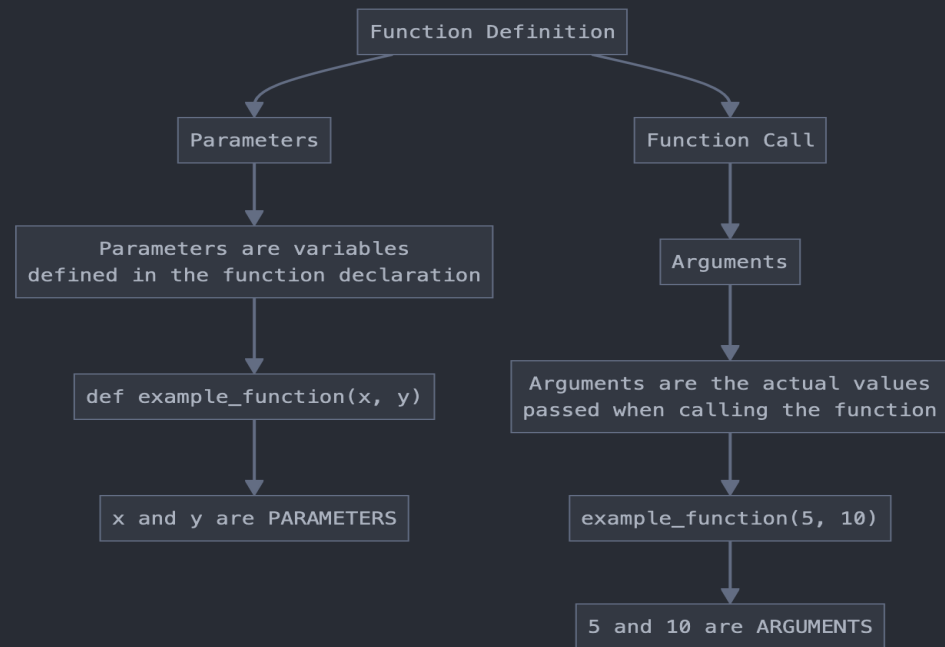 Function Definition
Parameters
Function Call
Parameters are variables
defined in the function declaration
Arguments
def example_function(x, y)
Arguments are the actual values
passed when calling the function
x and y are PARAMETERS
example_function(5, 10)
5 and 10 are ARGUMENTS